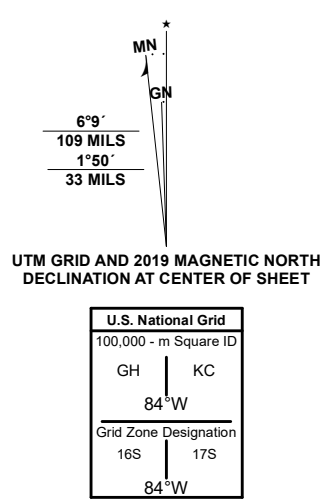 MN
GN
6°9´
109 MILS
1°50´
33 MILS
UTM GRID AND 2019 MAGNETIC NORTH
DECLINATION AT CENTER OF SHEET
U.S. National Grid
100,000 - m Square ID
GH KC
84°W
Grid Zone Designation
16S 17S
84°W